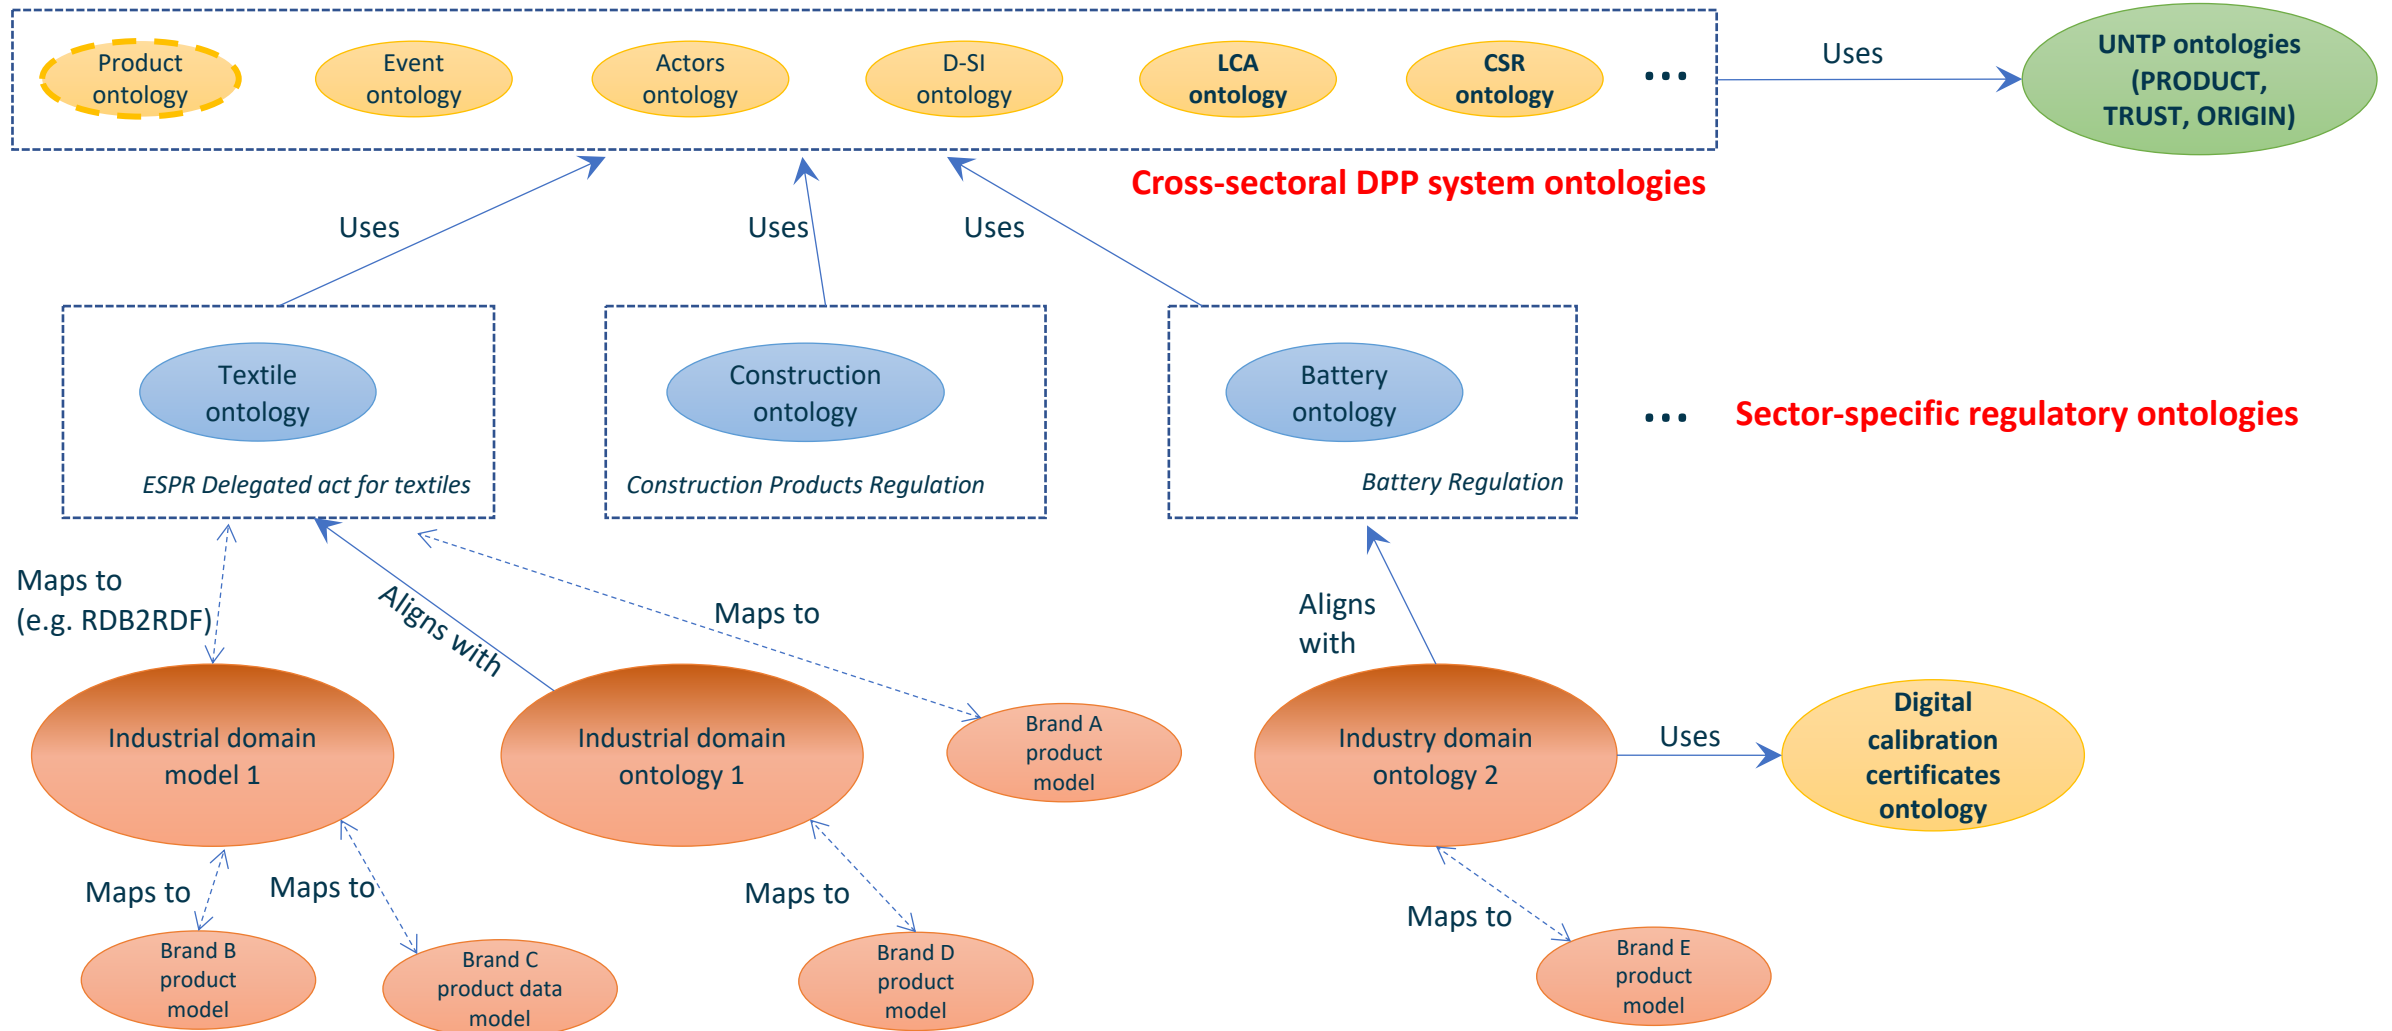 Product
ontology
Event
ontology
Actors
ontology
D-SI
ontology
LCA
ontology
CSR
ontology
...
Uses
UNTP ontologies
(PRODUCT,
TRUST, ORIGIN)
Cross-sectoral DPP system ontologies
Uses
Uses
Uses
Textile
ontology
ESPR Delegated act for textiles
Construction
ontology
Construction Products Regulation
Battery
ontology
Battery Regulation
...
Sector-specific regulatory ontologies
Maps to
(e.g. RDB2RDF)
Aligns with
Maps to
Aligns
with
Industrial domain
model 1
Industrial domain
ontology 1
Brand A
product
model
Industry domain
ontology 2
Uses
Digital
calibration
certificates
ontology
Maps to
Maps to
Maps to
Maps to
Brand B
product
model
Brand C
product data
model
Brand D
product
model
Brand E
product
model